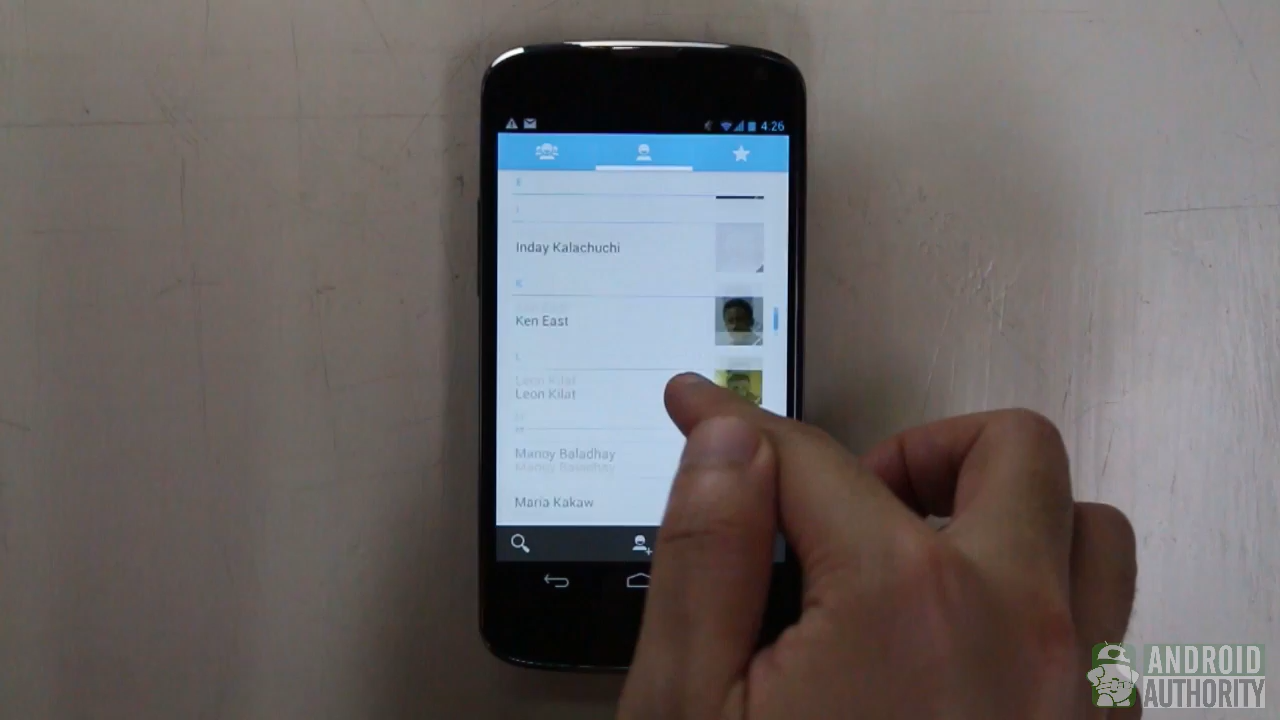 4:26
Inday Kalachuchi
K
Ken East
L
Leon Kilat
Manoy Baladhay
Maria Kakaw
ANDROID
AUTHORITY